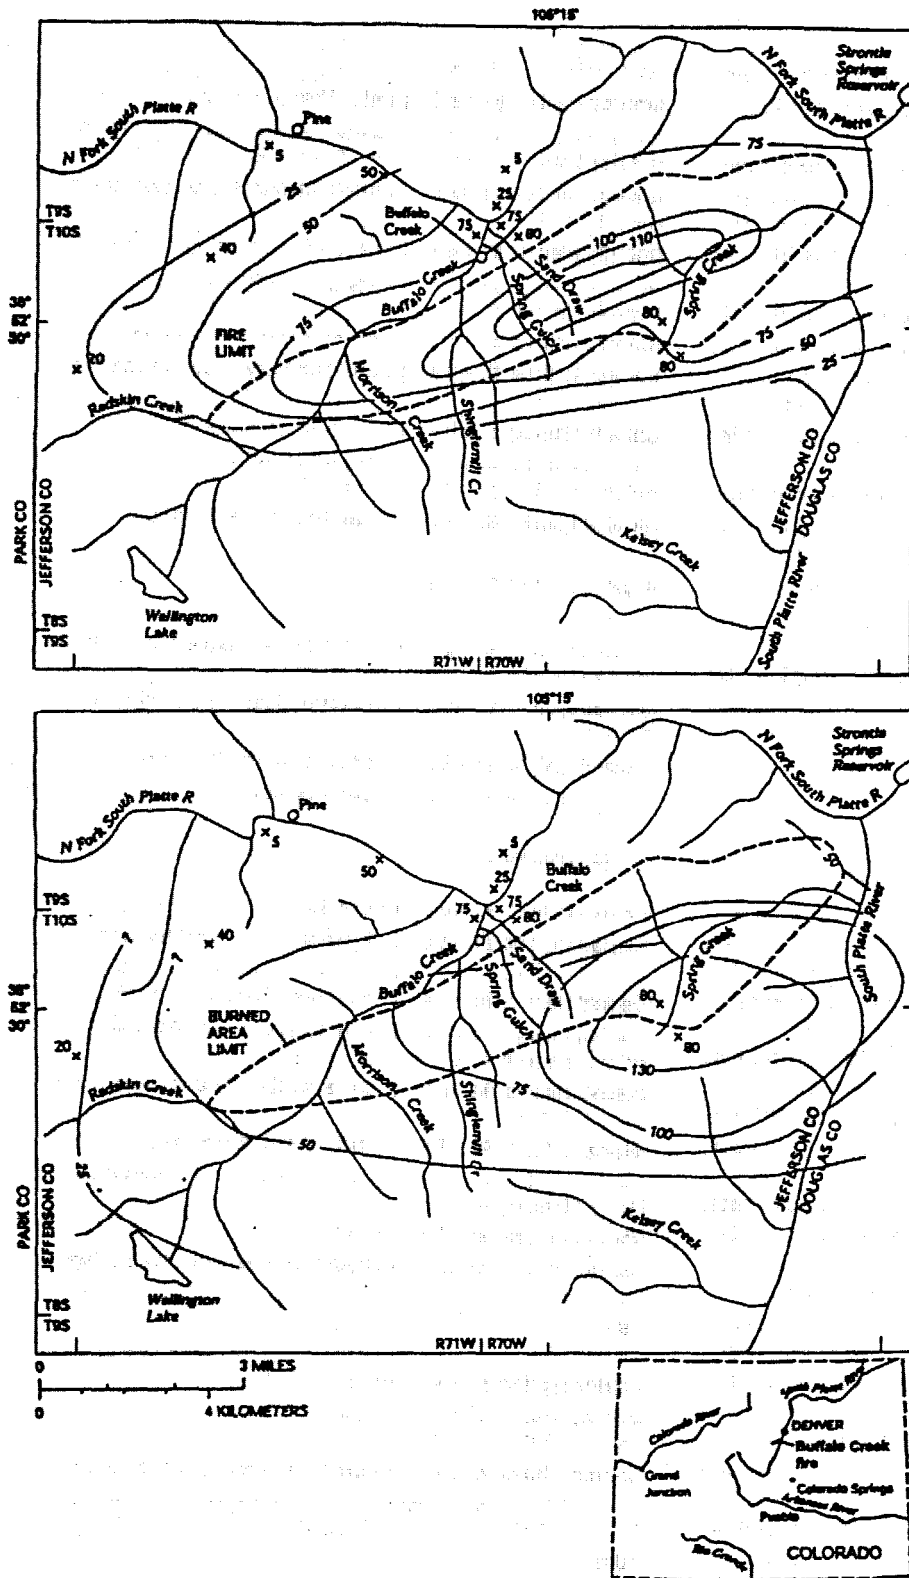 105°15'
N Fork South Platte R
Strontia
Springs
Reservoir
N Fork South Platte R
Pine
5
5
50
25
75
75
80
25
50
75
T9S
T10S
40
Buffalo
Creek
100
110
Sand Draw
Spring Creek
Buffalo Creek
Spring Gulch
75
80
80
75
50
25
FIRE
LIMIT
20
Redskin Creek
Morrison Creek
Shinglemill Cr
Kelsey Creek
PARK CO
JEFFERSON CO
JEFFERSON CO
DOUGLAS CO
South Platte River
Wellington
Lake
T8S
T9S
R71W | R70W
105°15'
N Fork South Platte R
Strontia
Springs
Reservoir
N Fork South Platte R
Pine
5
5
50
25
Buffalo
Creek
75
75
80
50
T9S
T10S
?
?
40
Sand Draw
Spring Creek
Buffalo Creek
Spring Gulch
South Platte River
80
80
130
BURNED
AREA
LIMIT
20
Redskin Creek
Morrison Creek
Shinglemill Cr
75
100
50
25
Kelsey Creek
PARK CO
JEFFERSON CO
JEFFERSON CO
DOUGLAS CO
Wellington
Lake
T8S
T9S
R71W | R70W
0 3 MILES
0 4 KILOMETERS
South Platte River
Colorado River
DENVER
Buffalo Creek
fire
Grand
Junction
Colorado Springs
Arkansas River
Pueblo
Rio Grande
COLORADO